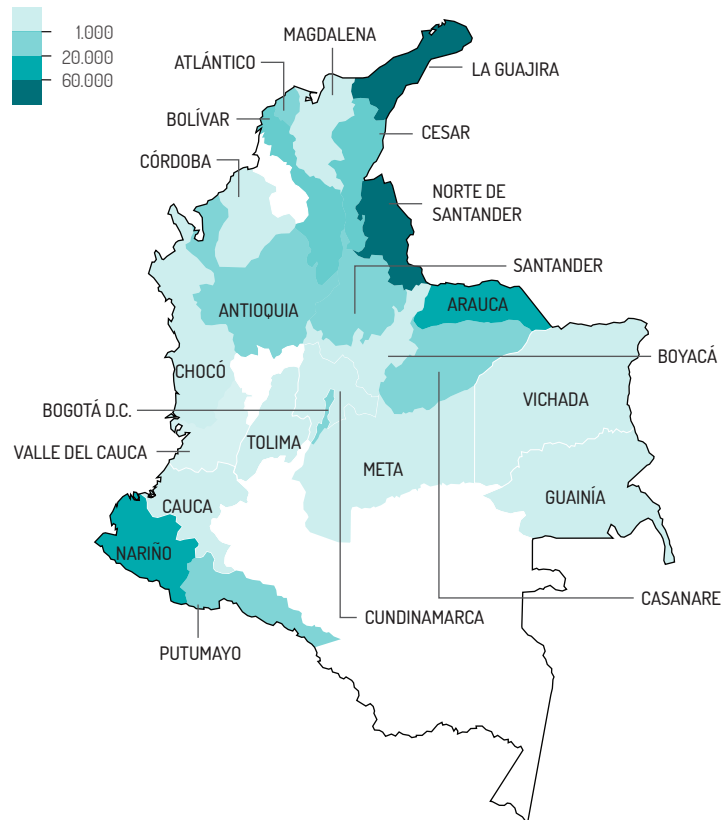 1.000
20.000
60.000
MAGDALENA
ATLÁNTICO
LA GUAJIRA
BOLÍVAR
CESAR
CÓRDOBA
NORTE DE
SANTANDER
SANTANDER
ANTIOQUIA
ARAUCA
BOYACÁ
CHOCÓ
VICHADA
BOGOTÁ D.C.
TOLIMA
VALLE DEL CAUCA
META
GUAINÍA
CAUCA
NARIÑO
CASANARE
CUNDINAMARCA
PUTUMAYO